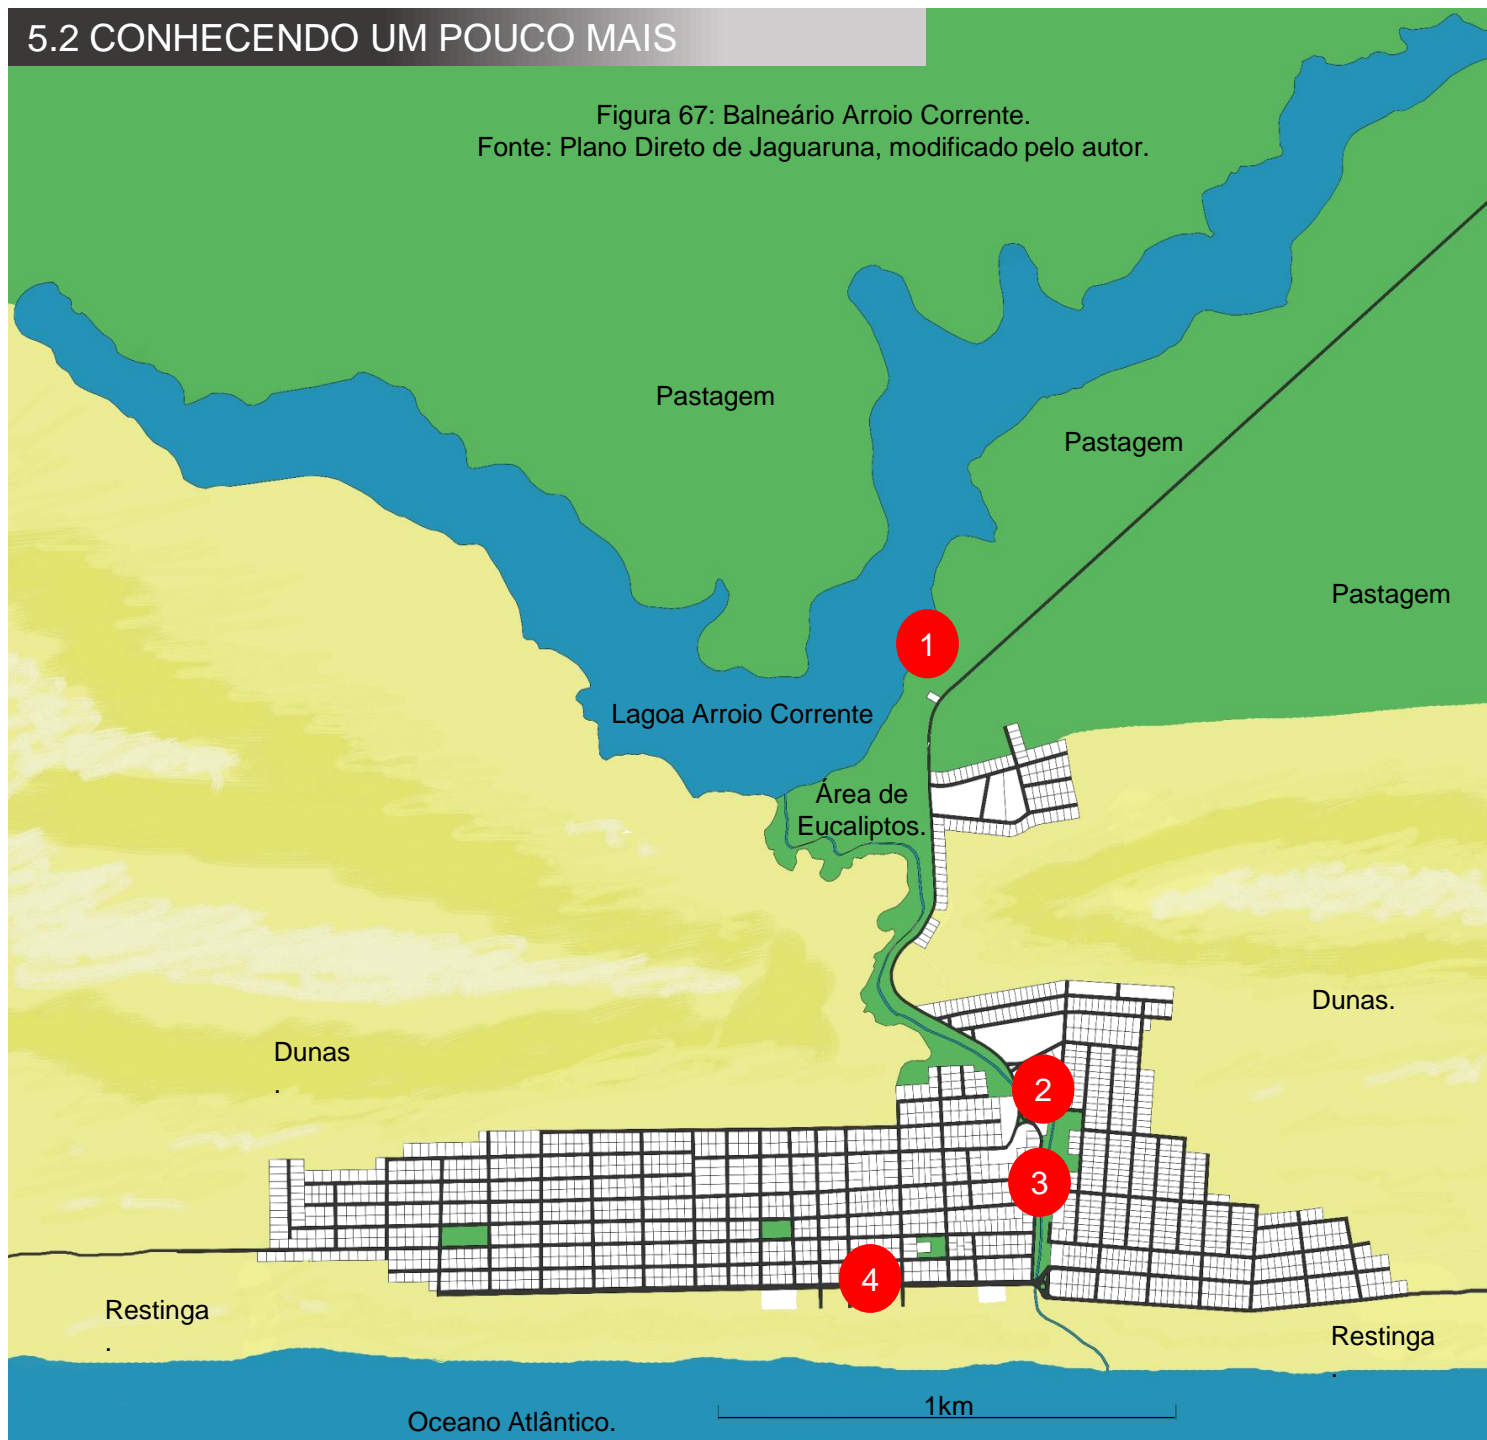 5.2 CONHECENDO UM POUCO MAIS
Figura 67: Balneário Arroio Corrente.
Fonte: Plano Direto de Jaguaruna, modificado pelo autor.
Pastagem
Pastagem
Pastagem
1
Lagoa Arroio Corrente
Área de
Eucaliptos.
Dunas.
Dunas
.
2
3
4
Restinga
.
Restinga
.
1km
Oceano Atlântico.